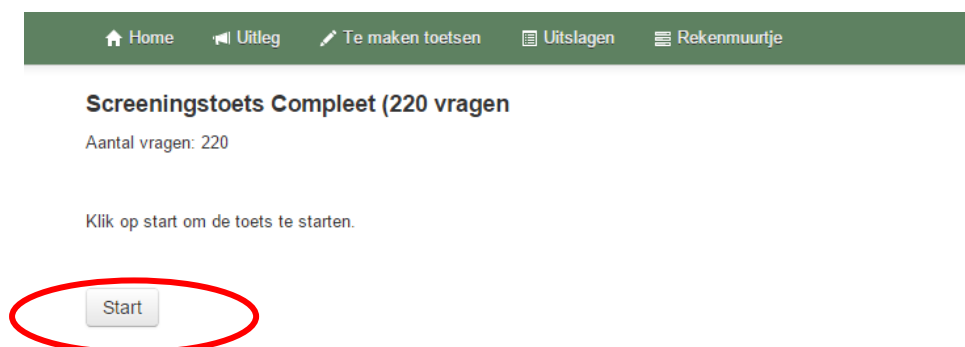 Home Uitleg Te maken toetsen Uitslagen Rekenmuurtje
Screeningstoets Compleet (220 vragen
Aantal vragen: 220
Klik op start om de toets te starten.
Start